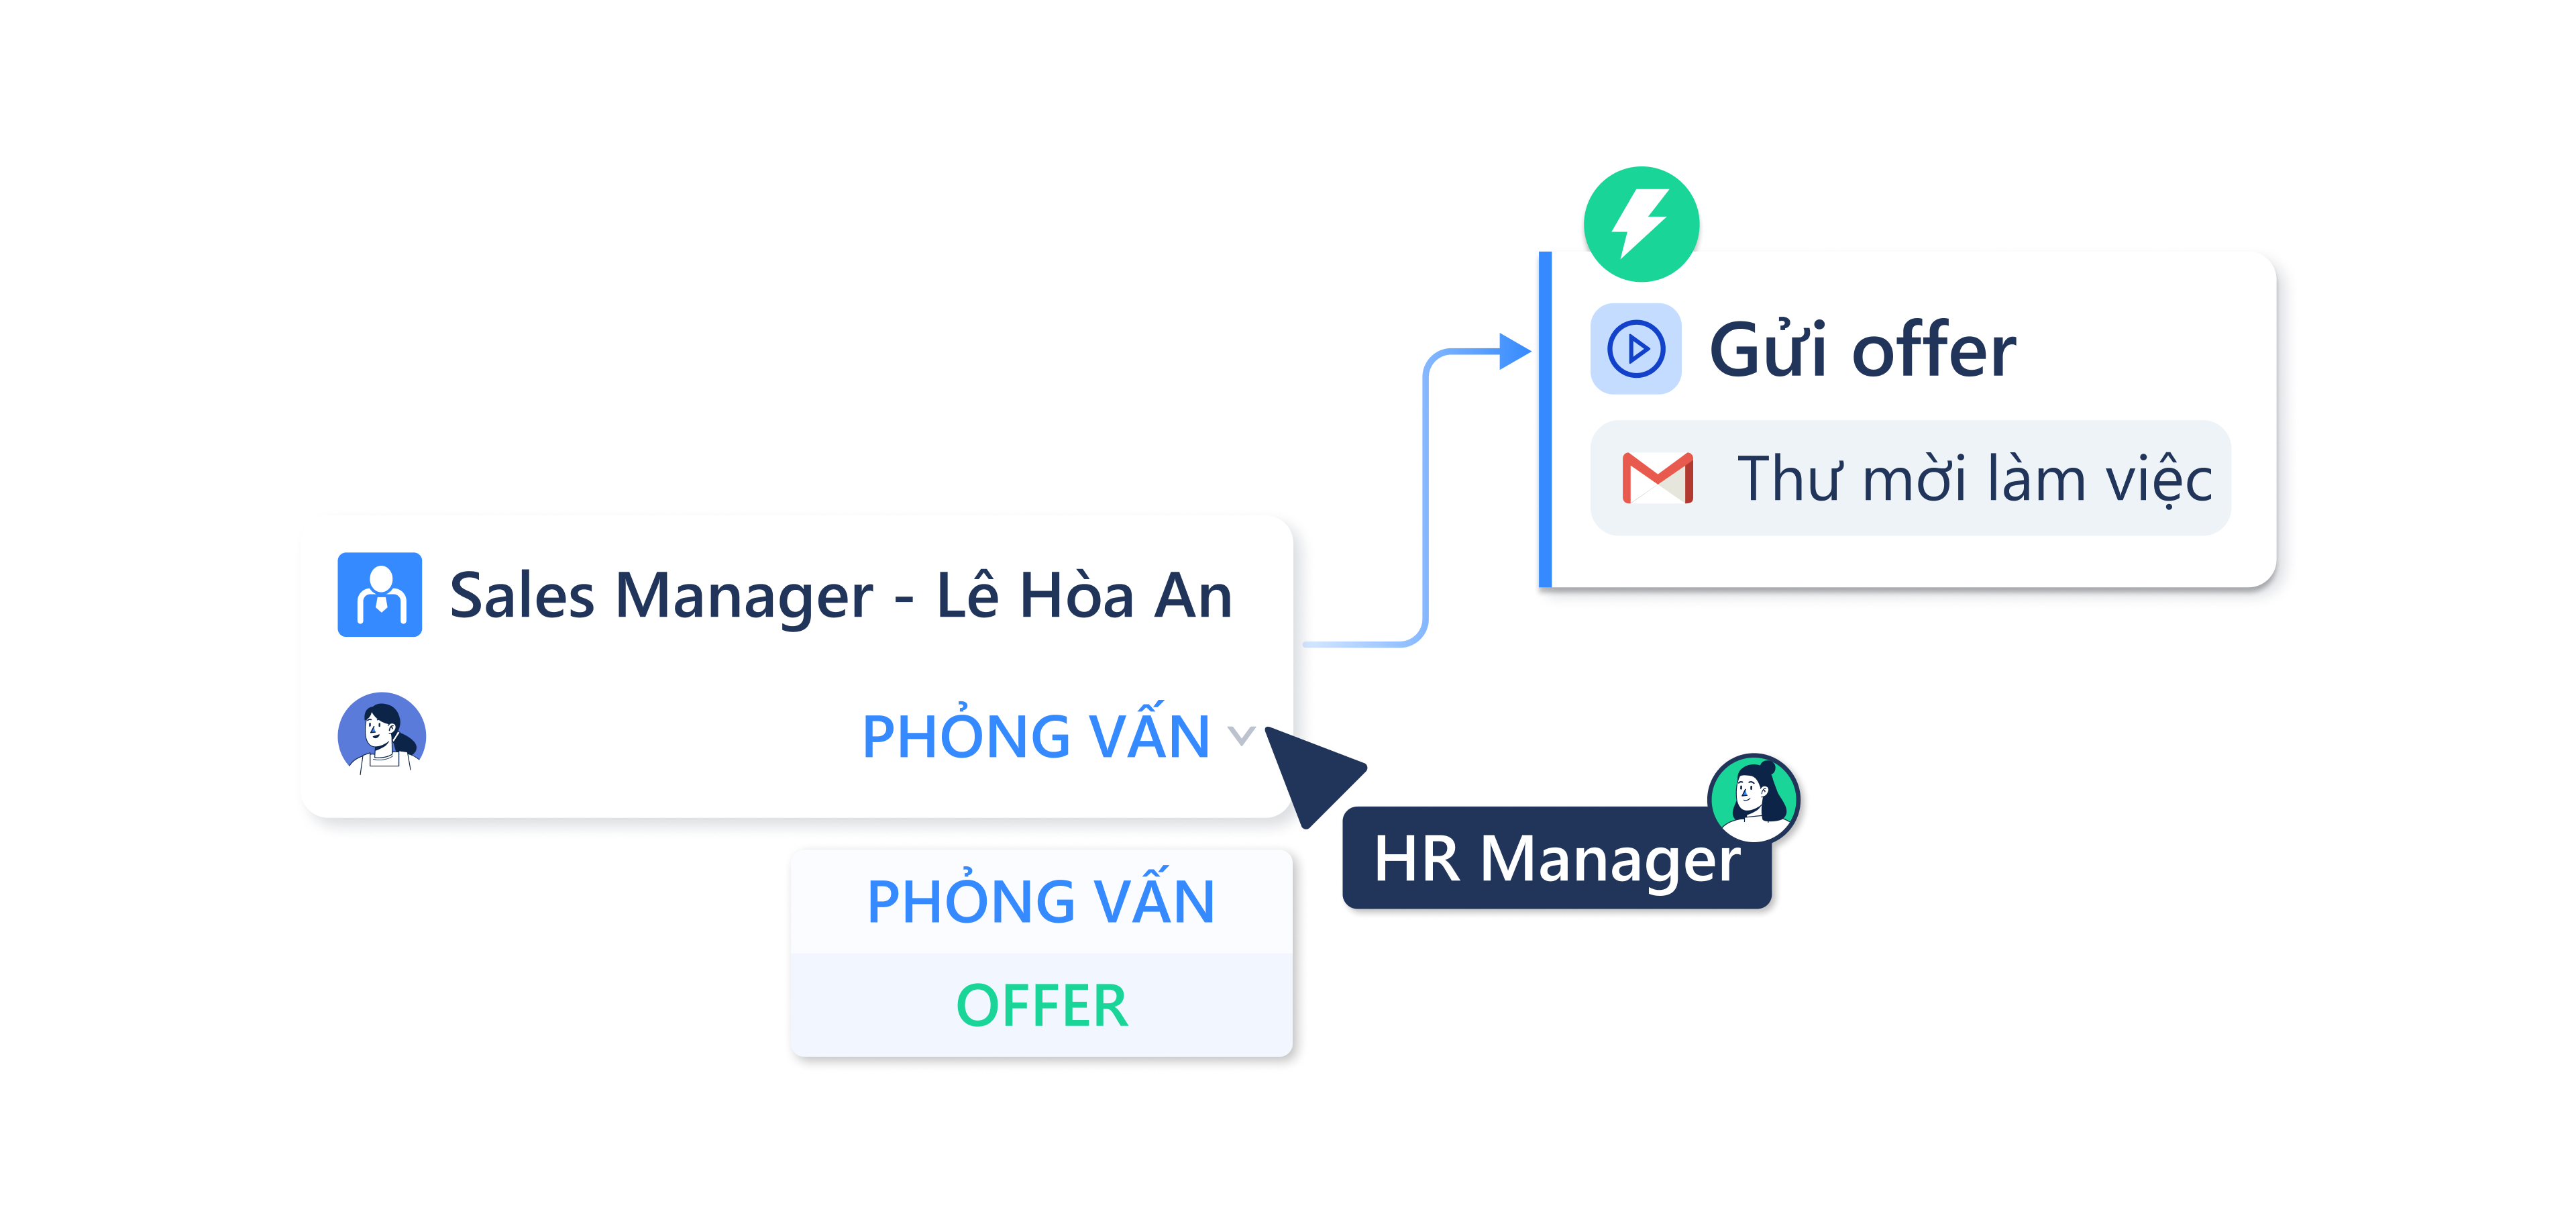 Gửi offer
Thư mời làm việc
Sales Manager - Lê Hòa An
PHỎNG VẤN
HR Manager
PHỎNG VẤN
OFFER